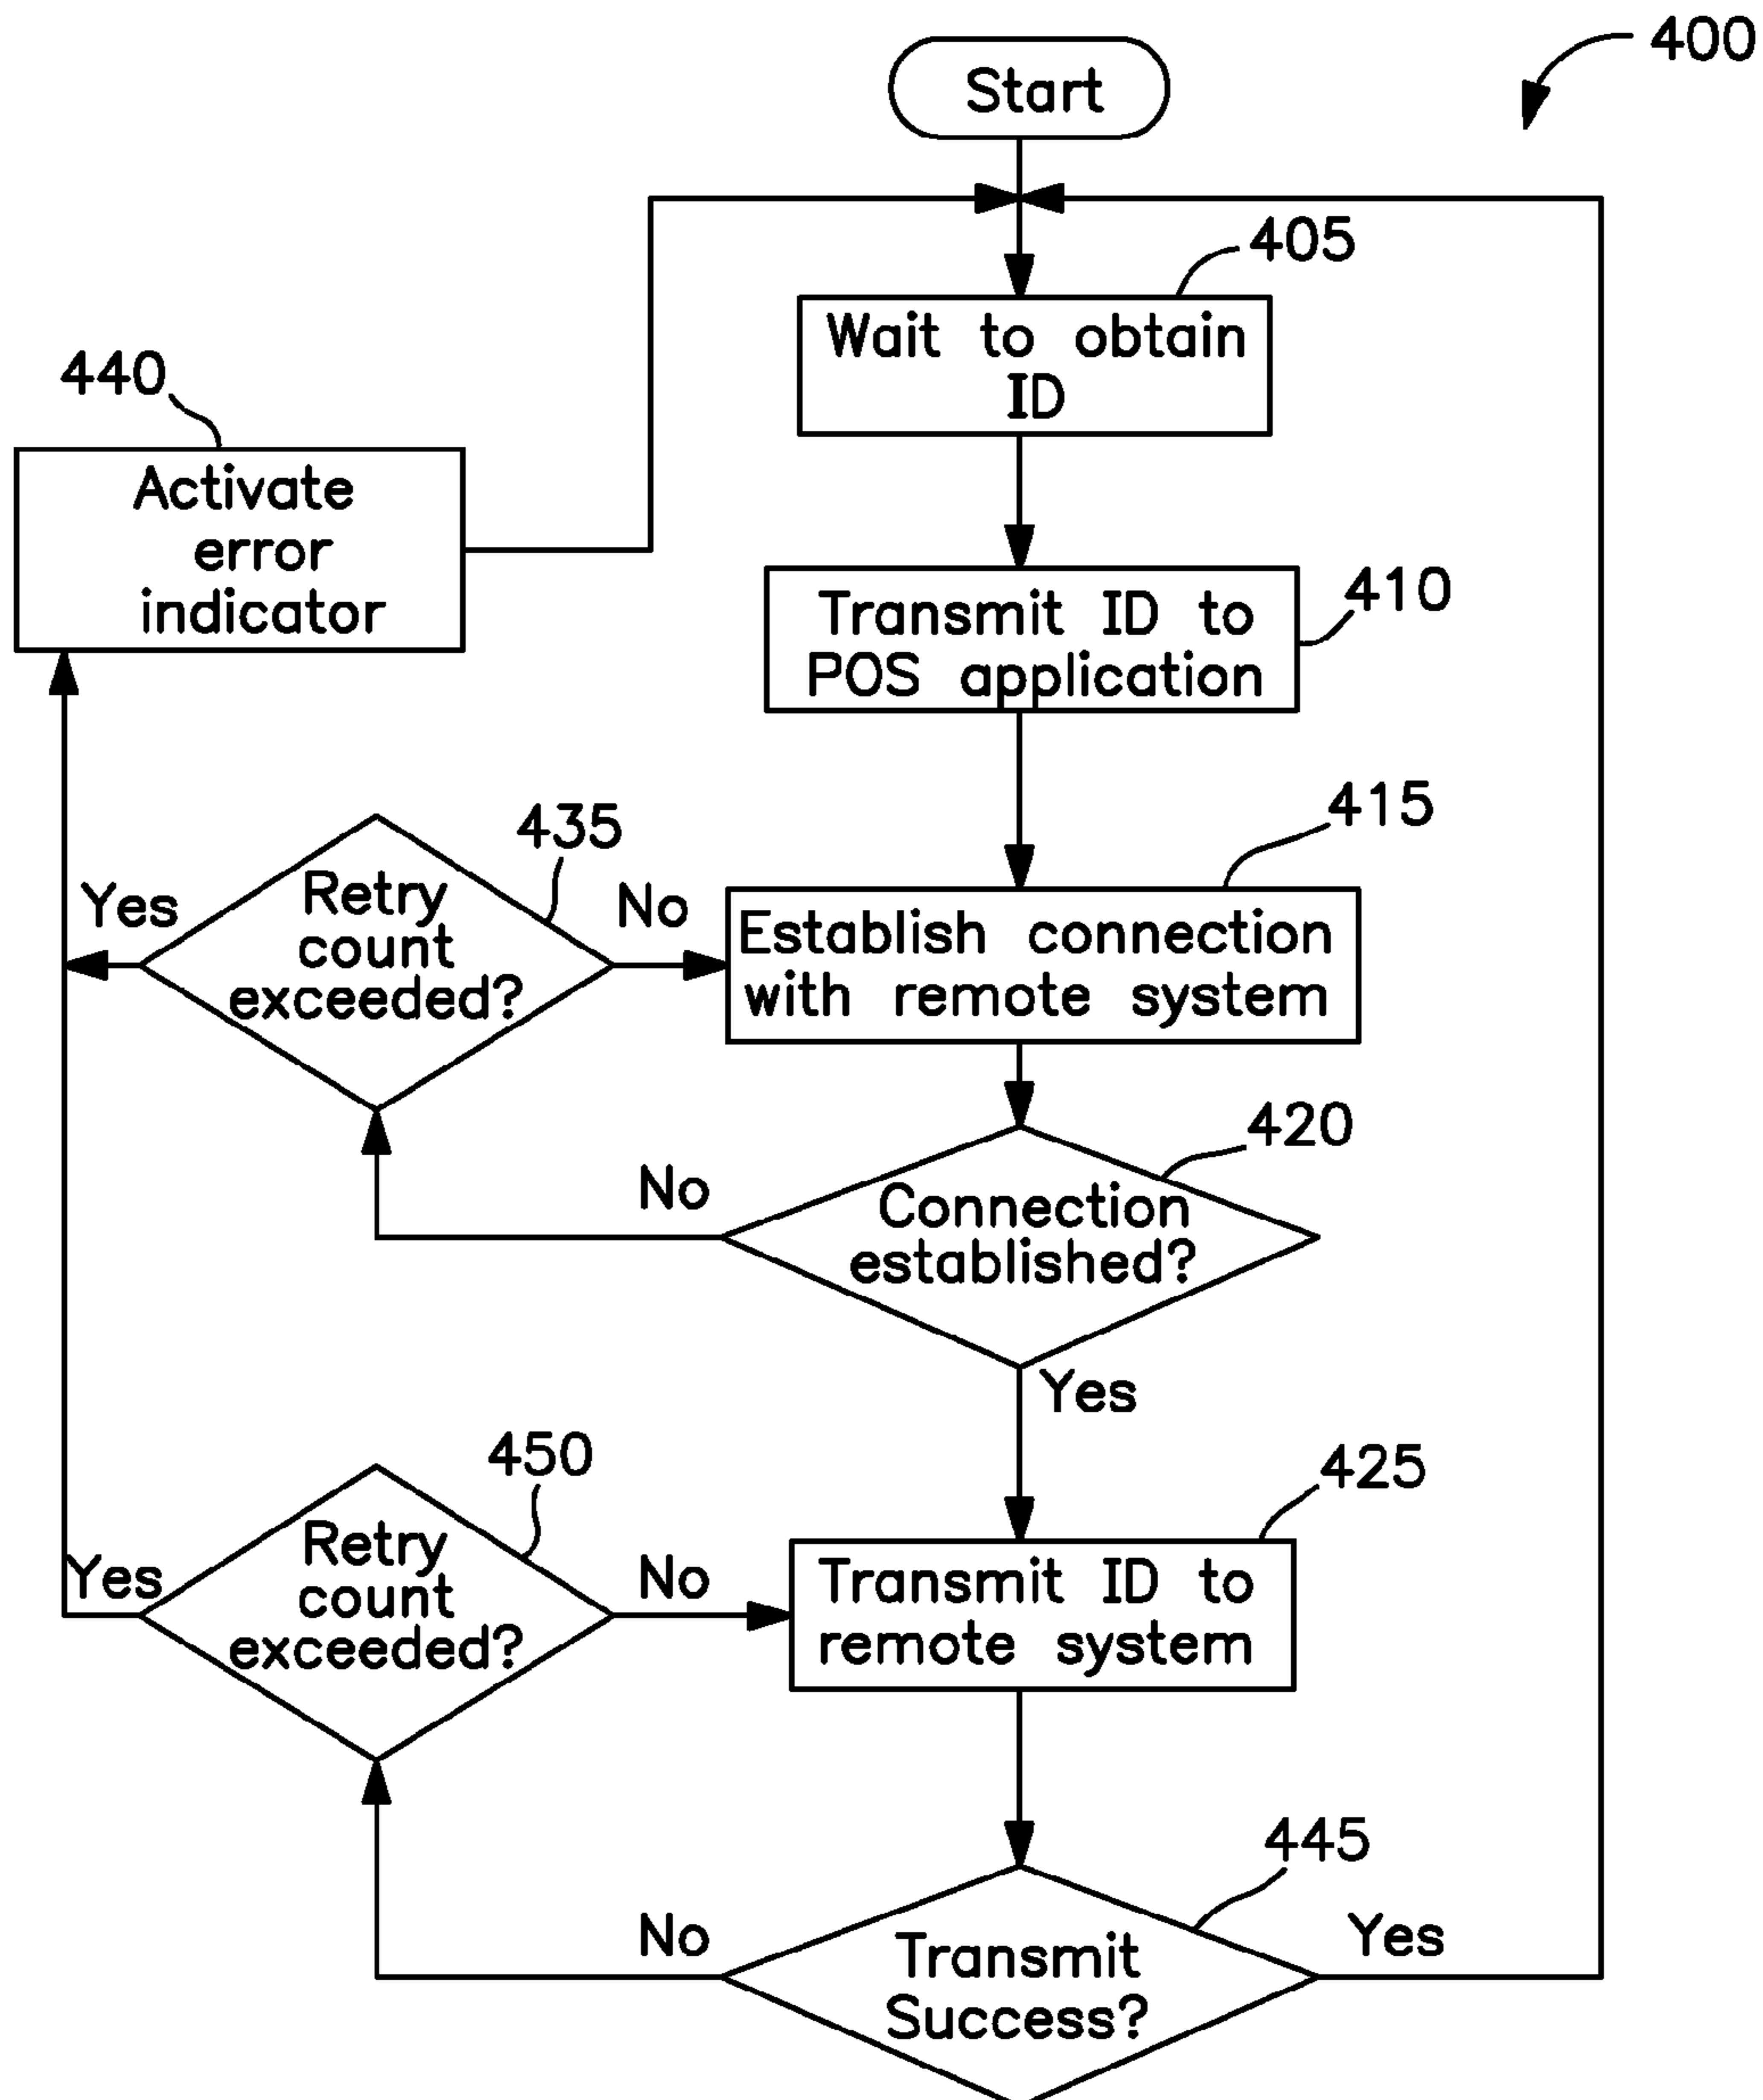 400
Start
405
Wait to obtain
ID
440
Activate
error
indicator
410
Transmit ID to
POS application
415
435
Yes
Retry
count
exceeded?
No
Establish connection
with remote system
420
No
Connection
established?
Yes
450
425
Yes
Retry
count
exceeded?
No
Transmit ID to
remote system
445
No
Transmit
Success?
Yes